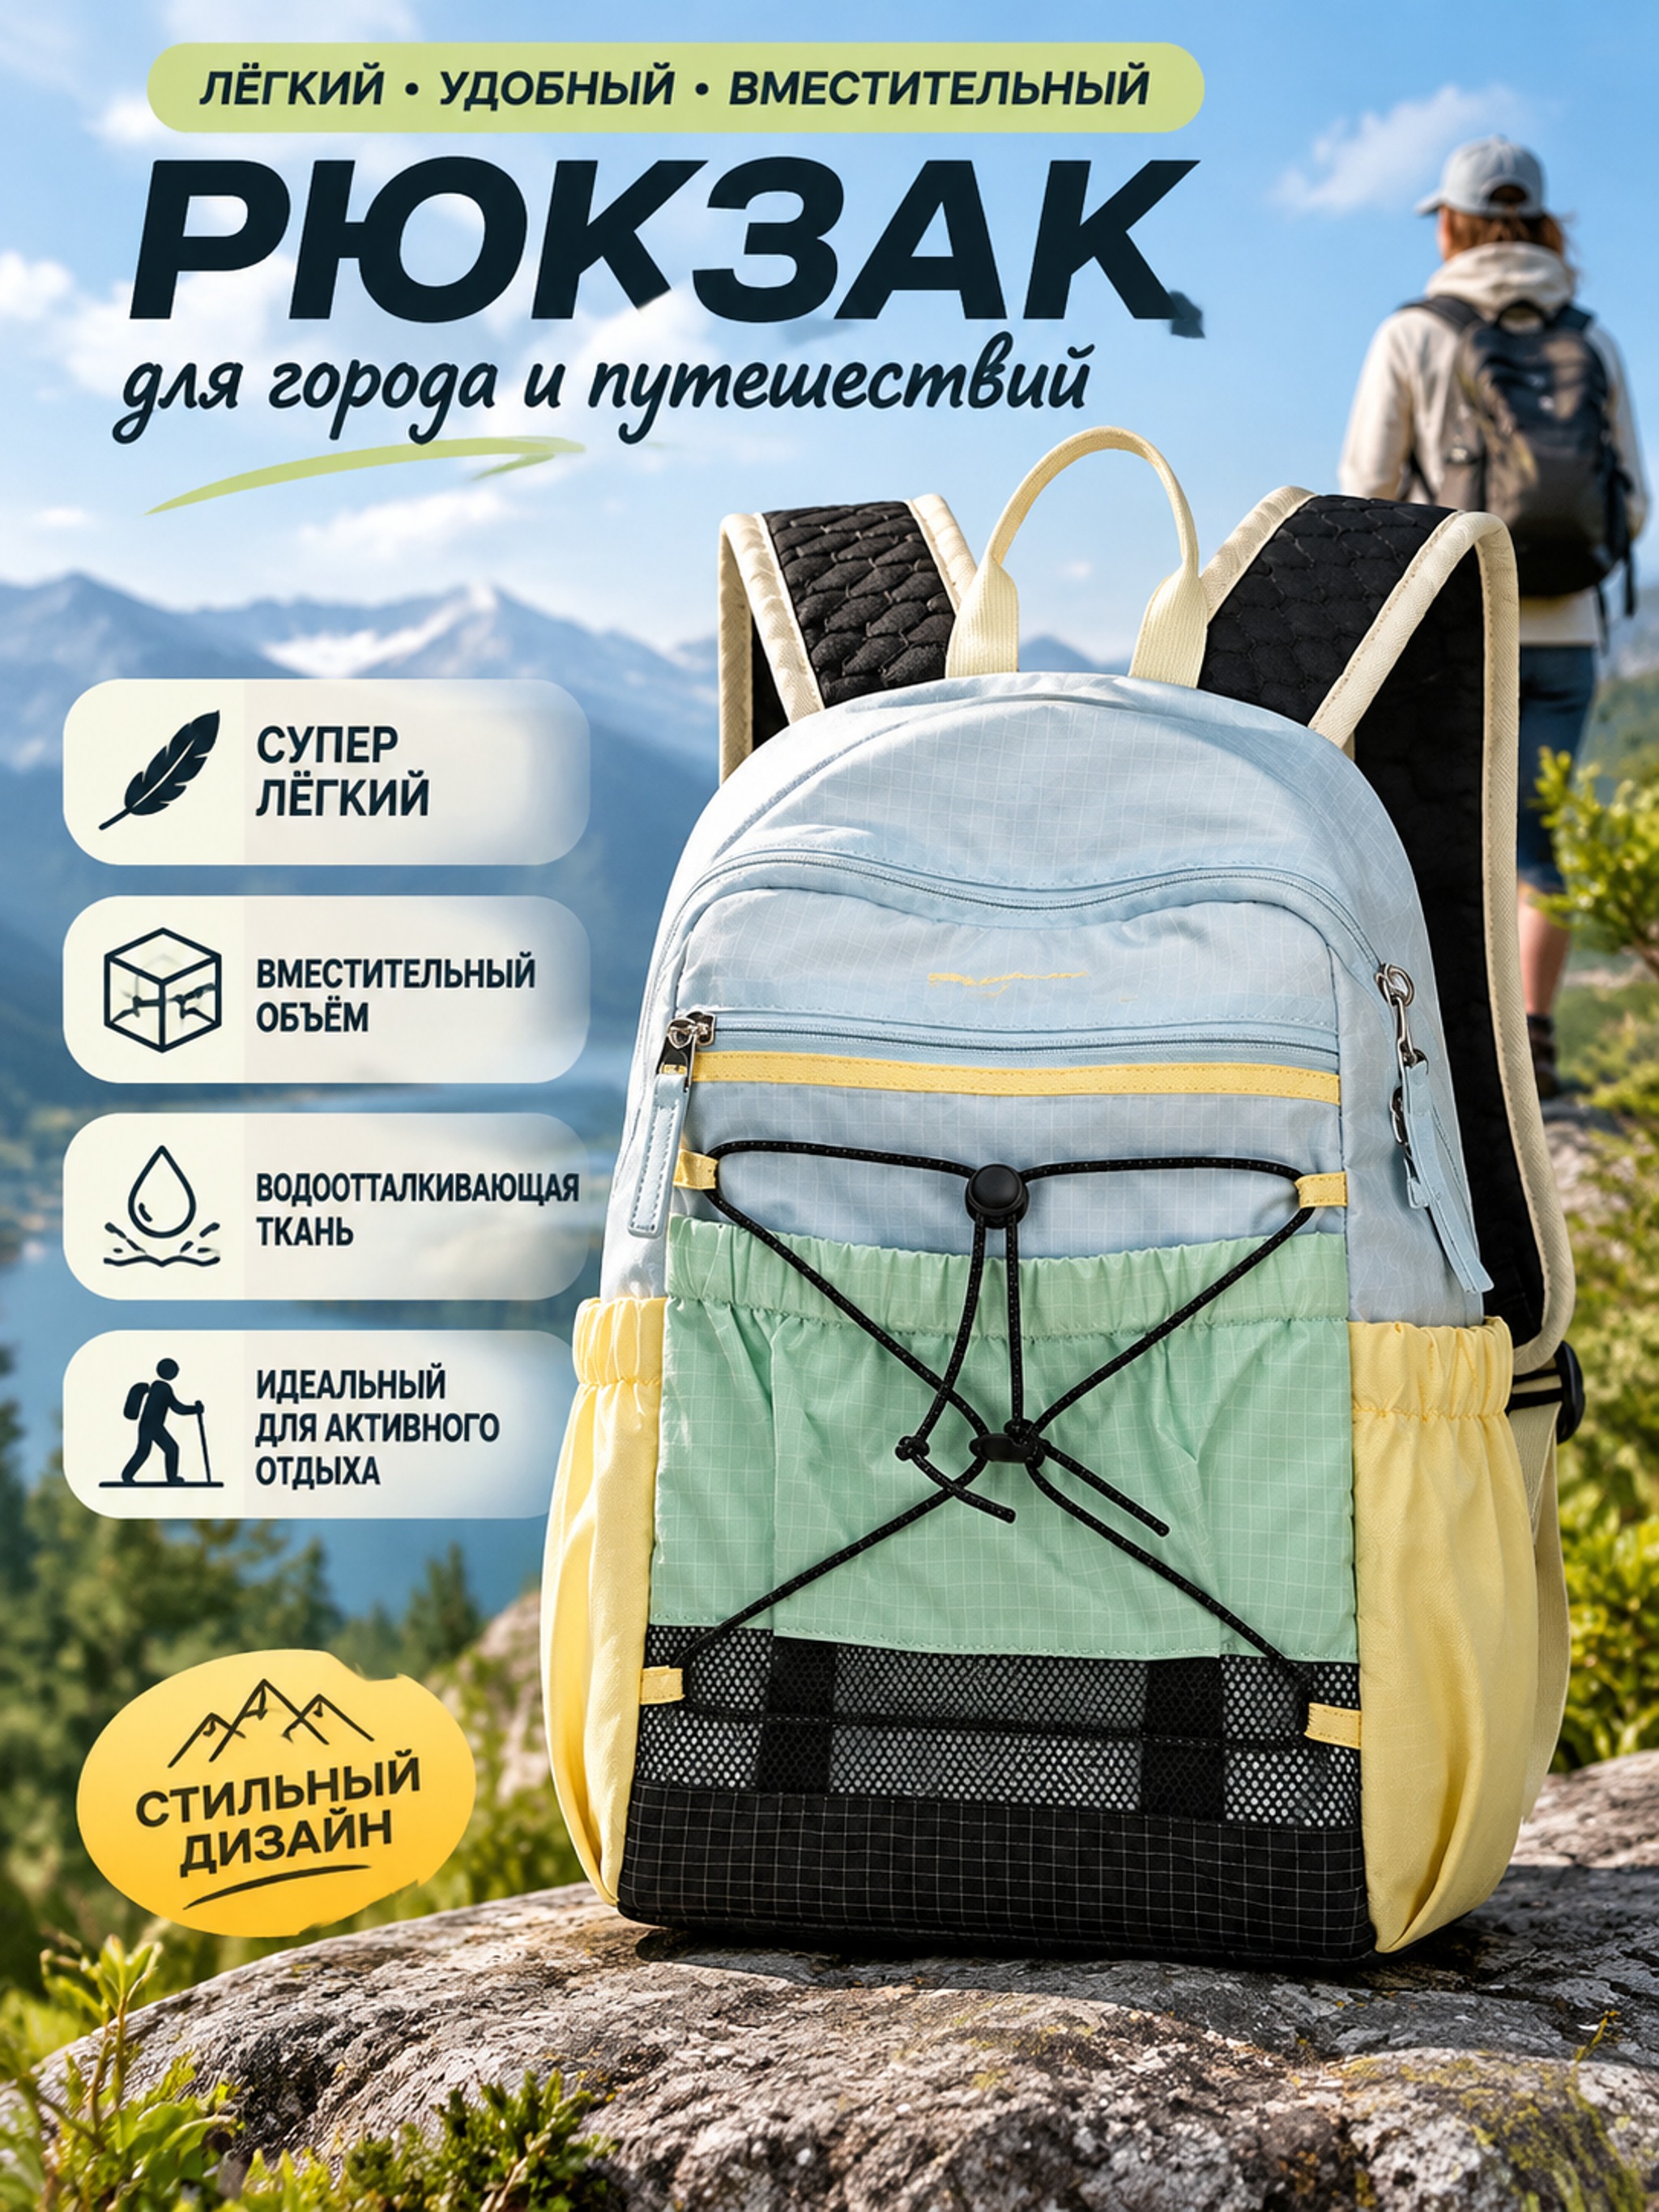 ЛЁГКИЙ • УДОБНЫЙ • ВМЕСТИТЕЛЬНЫЙ
РЮКЗАК
для города и путешествий
СУПЕР
ЛЁГКИЙ
ВМЕСТИТЕЛЬНЫЙ
ОБЪЁМ
ВОДООТТАЛКИВАЮЩАЯ
ТКАНЬ
ИДЕАЛЬНЫЙ
ДЛЯ АКТИВНОГО
ОТДЫХА
СТИЛЬНЫЙ
ДИЗАЙН